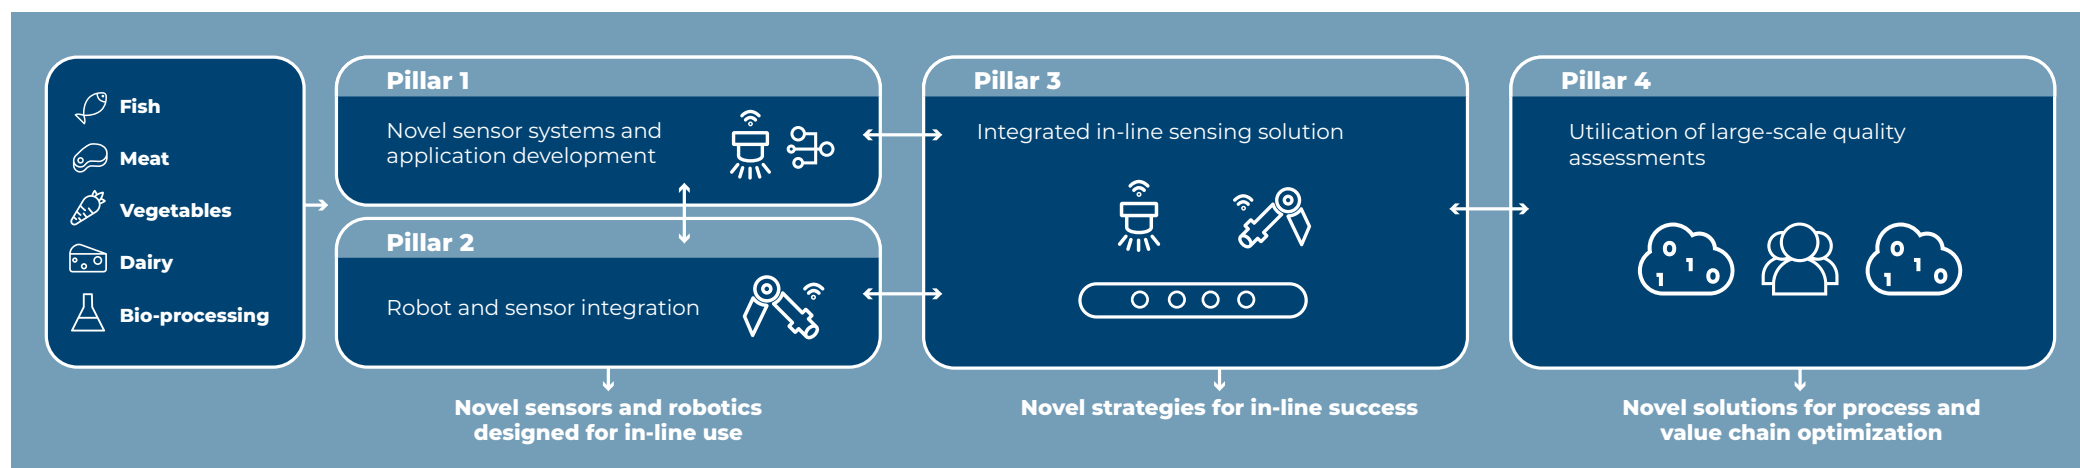 Fish
Meat
Vegetables
Dairy
Bio-processing
Pillar 1
Novel sensor systems and
application development
Pillar 2
Robot and sensor integration
Novel sensors and robotics
designed for in-line use
Pillar 3
Integrated in-line sensing solution
Novel strategies for in-line success
Pillar 4
Utilication of large-scale quality
assessments
0
1
1
0
0
1
1
0
Novel solutions for process and
value chain optimization